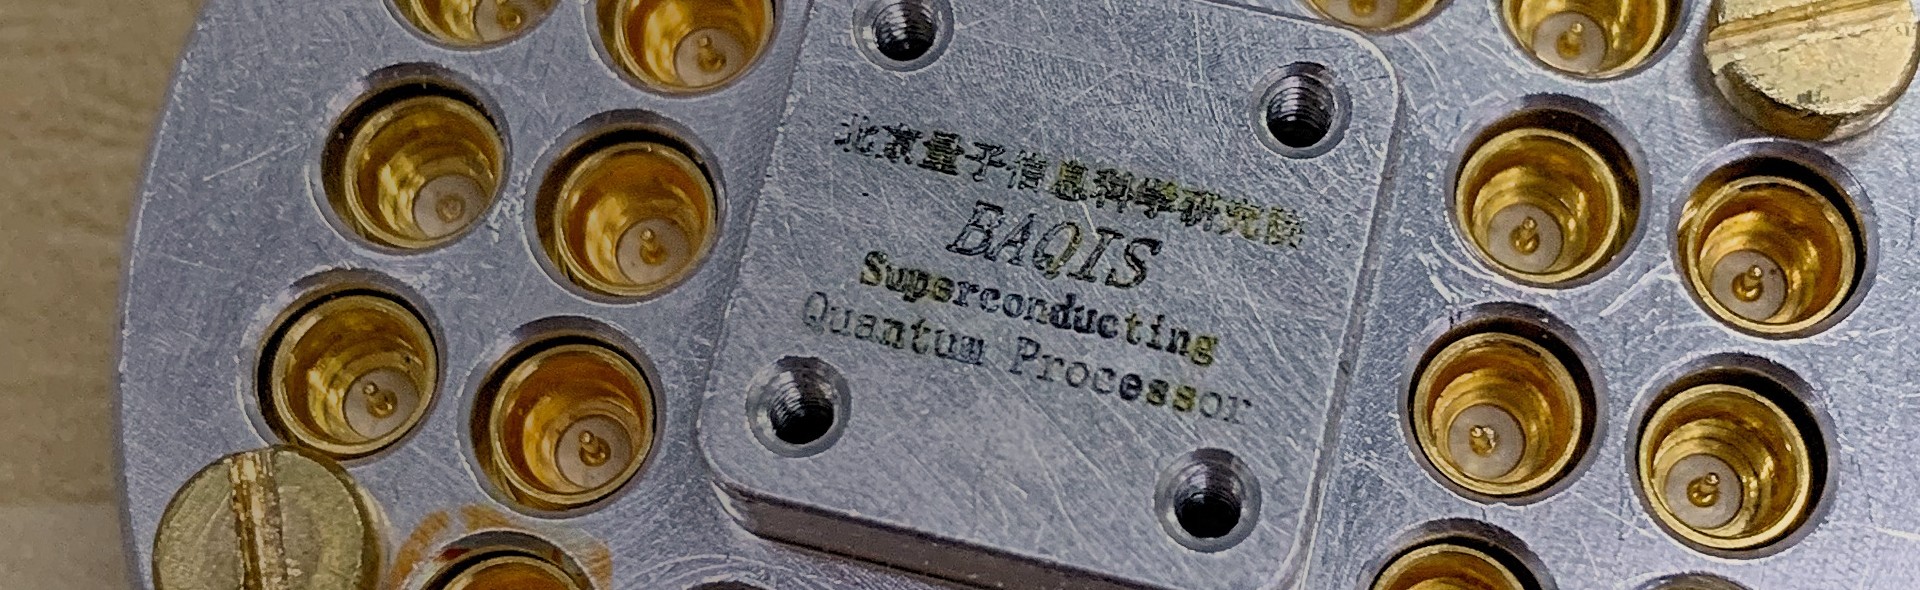 北京量子信息科学研究院
BAQIS
Superconducting
Quantum Processor